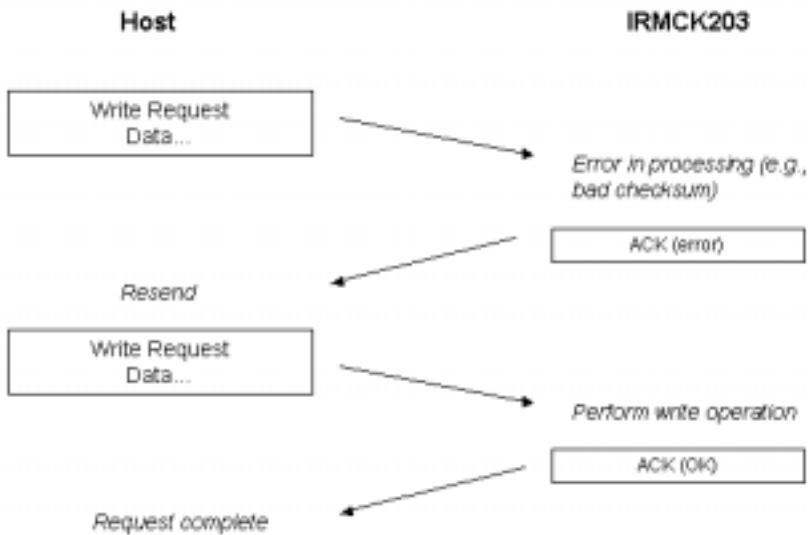 Host
IRMCK203
Write Request
Data...
Error in processing (e.g.,
bad checksum)
ACK (error)
Resend
Write Request
Data...
Perform write operation
ACK (OK)
Request complete